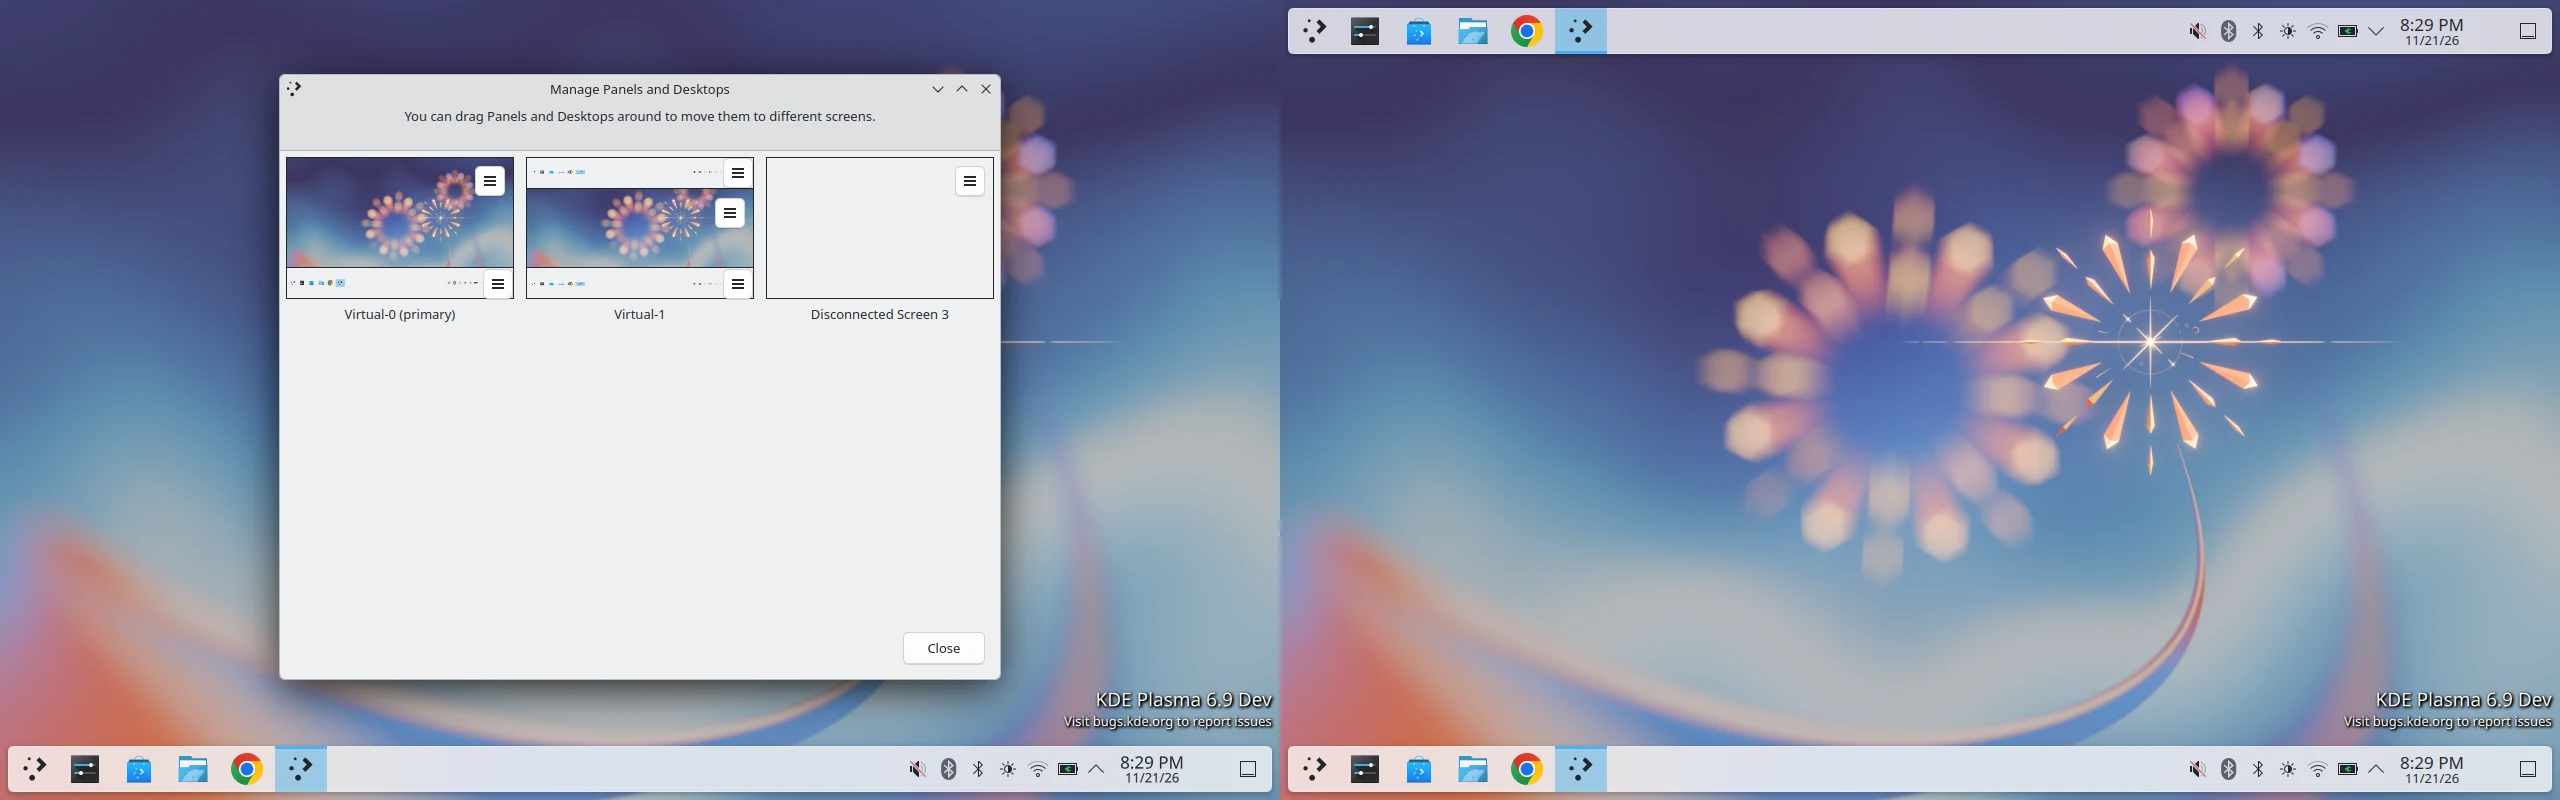 Manage Panels and Desktops
You can drag Panels and Desktops around to move them to different screens.
Virtual-0 (primary)
Virtual-1
Disconnected Screen 3
Close
KDE Plasma 6.9 Dev
Visit bugs.kde.org to report issues
8:29 PM
11/21/26
8:29 PM
11/21/26
KDE Plasma 6.9 Dev
Visit bugs.kde.org to report issues
8:29 PM
11/21/26